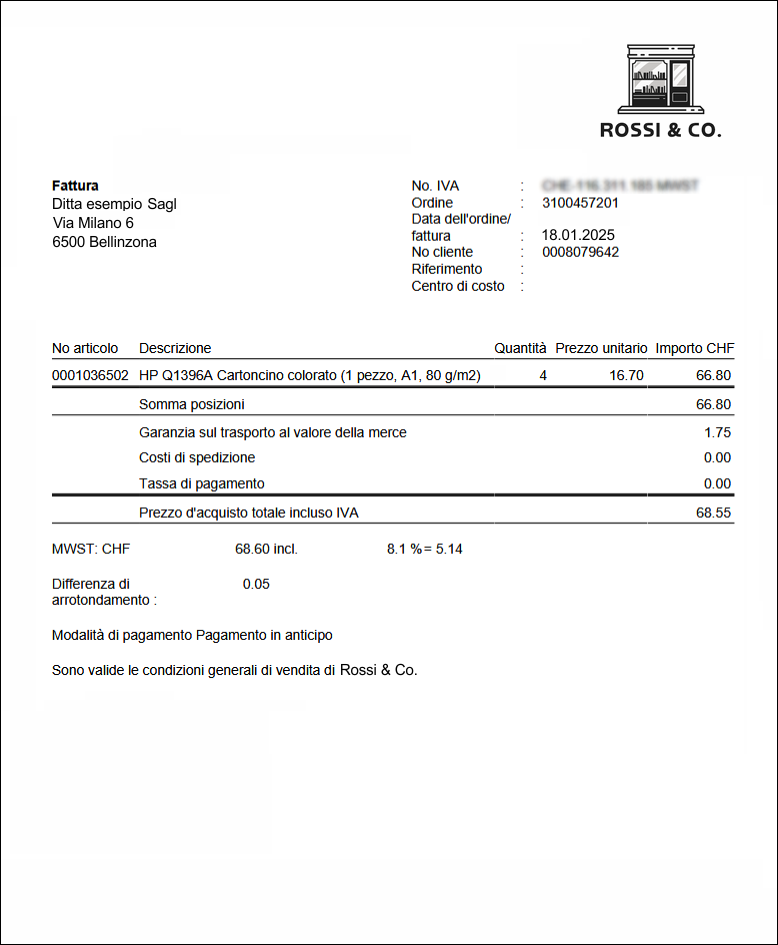 ROSSI & CO.
Fattura
Ditta esempio Sagl
Via Milano 6
6500 Bellinzona
No. IVA :
Ordine : 3100457201
Data dell'ordine/
fattura : 18.01.2025
No cliente : 0008079642
Riferimento :
Centro di costo :
No articolo Descrizione Quantità Prezzo unitario Importo CHF
0001036502 HP Q1396A Cartoncino colorato (1 pezzo, A1, 80 g/m2) 4 16.70 66.80
Somma posizioni 66.80
Garanzia sul trasporto al valore della merce 1.75
Costi di spedizione 0.00
Tassa di pagamento 0.00
Prezzo d'acquisto totale incluso IVA 68.55
MWST: CHF 68.60 incl. 8.1 % = 5.14
Differenza di 0.05
arrotondamento :
Modalità di pagamento Pagamento in anticipo
Sono valide le condizioni generali di vendita di Rossi & Co.